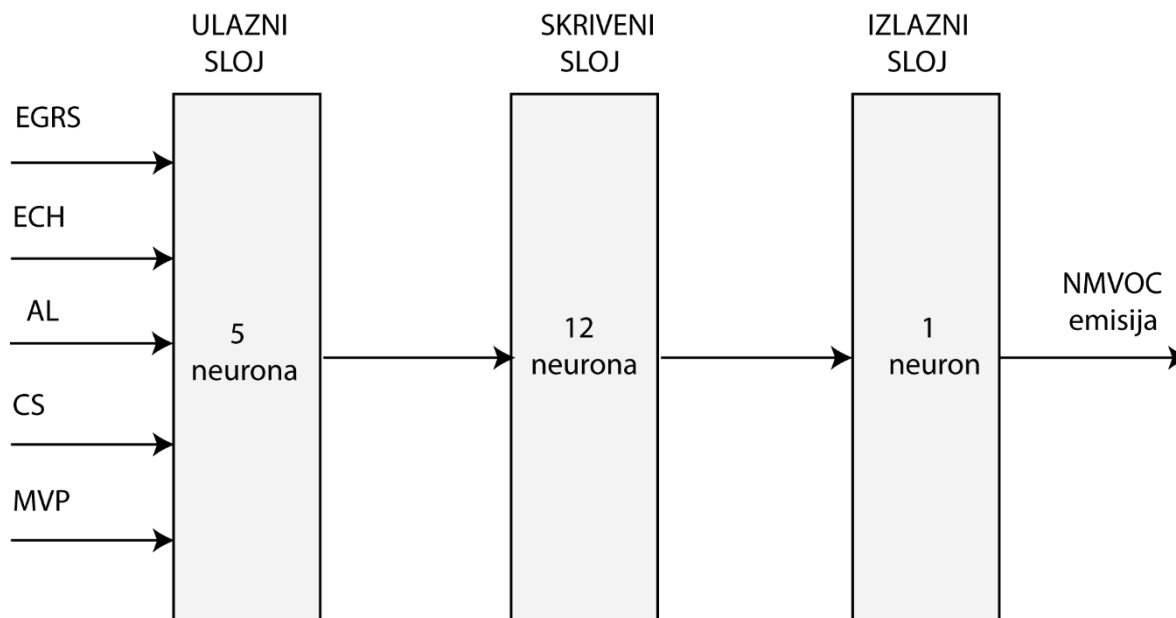 ULAZNI
SLOJ
SKRIVENI
SLOJ
IZLAZNI
SLOJ
EGRS
ECH
AL
CS
MVP
5
neurona
12
neurona
1
neuron
NMVOC
emisija